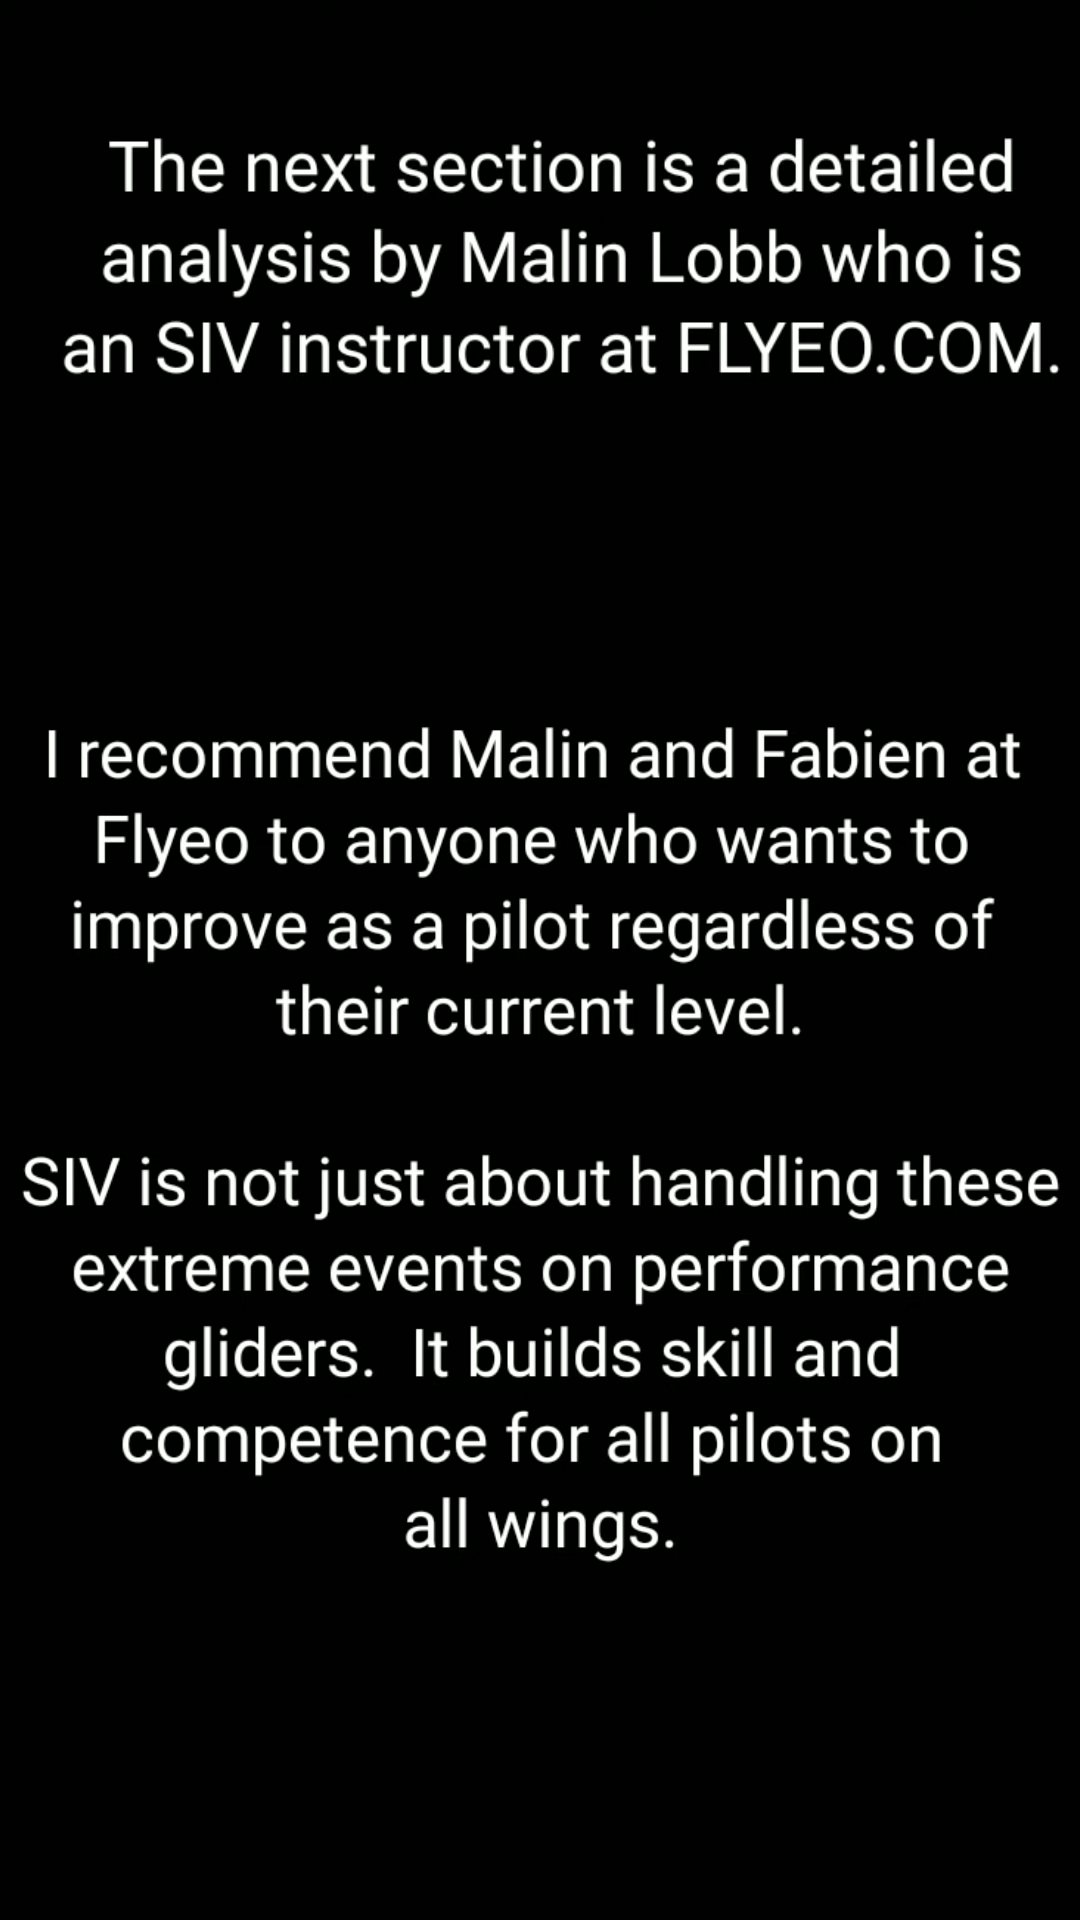 The next section is a detailed
analysis by Malin Lobb who is
an SIV instructor at FLYEO.COM.
I recommend Malin and Fabien at
Flyeo to anyone who wants to
improve as a pilot regardless of
their current level.
SIV is not just about handling these
extreme events on performance
gliders.  It builds skill and
competence for all pilots on
all wings.